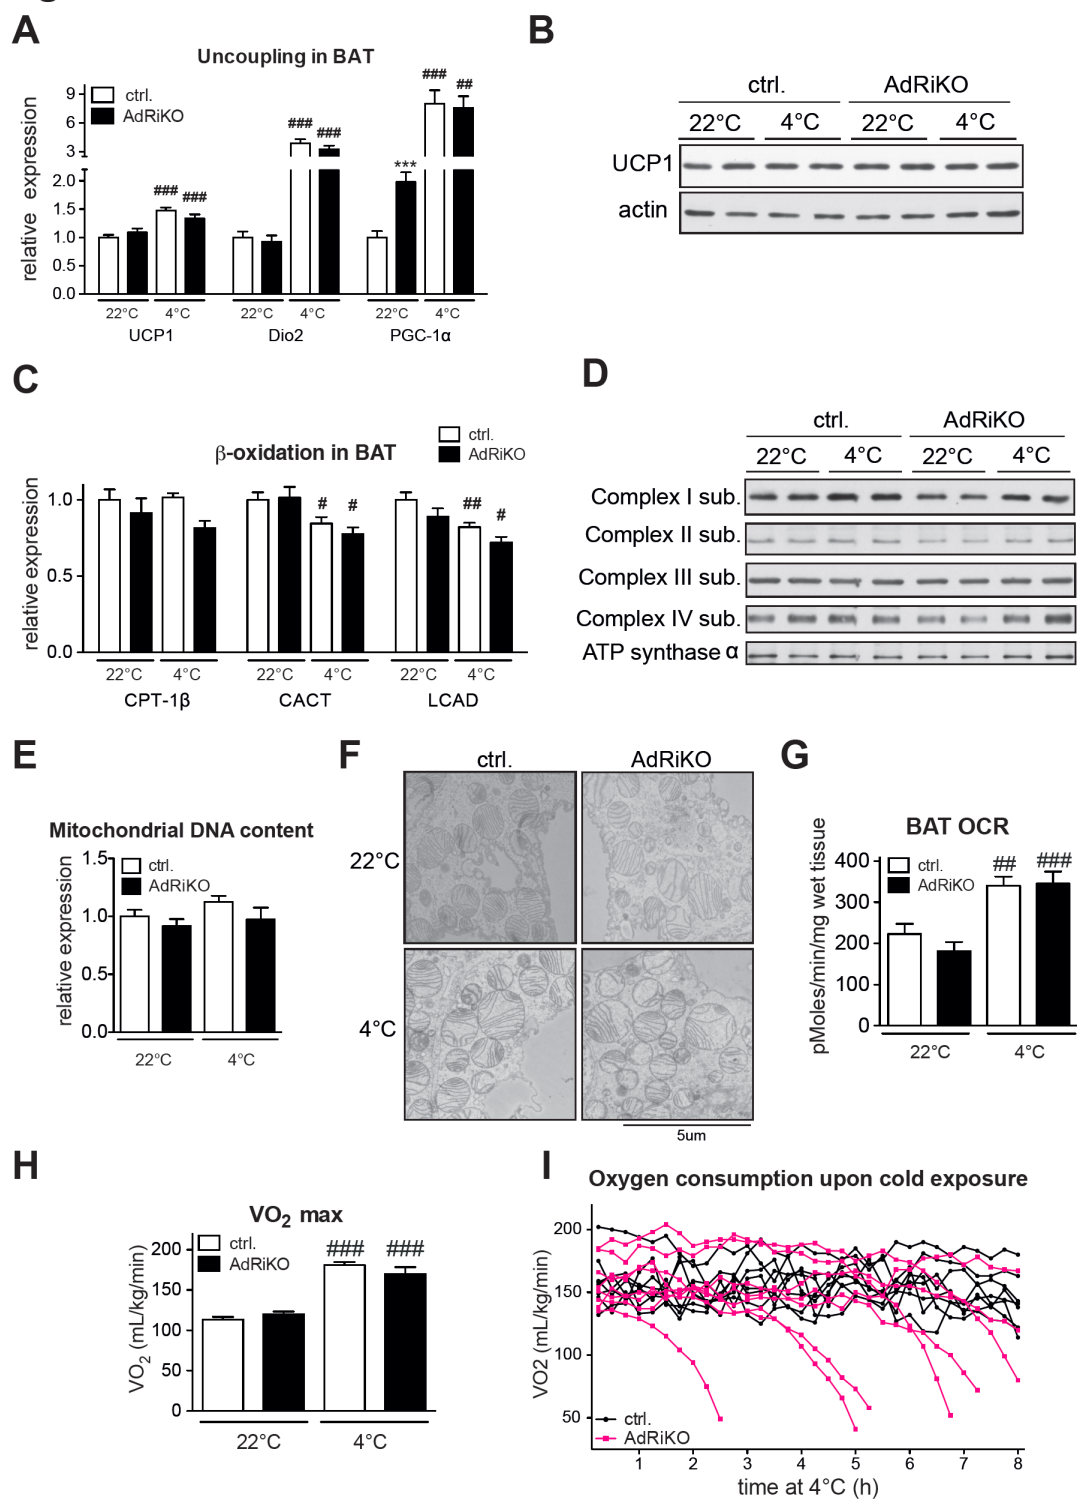 A
Uncoupling in BAT
ctrl.
AdRiKO
relative expression
9
6
3
2.0
1.5
1.0
0.5
0.0
### ###
### ###
***
### ##
22°C 4°C 22°C 4°C 22°C 4°C
UCP1 Dio2 PGC-1α
B
ctrl. AdRiKO
22°C 4°C 22°C 4°C
UCP1
actin
C
β-oxidation in BAT
ctrl.
AdRiKO
relative expression
1.0
0.5
0.0
# #
## #
22°C 4°C 22°C 4°C 22°C 4°C
CPT-1β CACT LCAD
D
ctrl. AdRiKO
22°C 4°C 22°C 4°C
Complex I sub.
Complex II sub.
Complex III sub.
Complex IV sub.
ATP synthase α
E
Mitochondrial DNA content
ctrl.
AdRiKO
relative expression
1.5
1.0
0.5
0.0
22°C 4°C
F
ctrl. AdRiKO
22°C
4°C
5um
G
BAT OCR
ctrl.
AdRiKO
pMoles/min/mg wet tissue
400
300
200
100
0
## ###
22°C 4°C
H
VO2 max
ctrl.
AdRiKO
VO2 (mL/kg/min)
200
150
100
50
0
### ###
22°C 4°C
I
Oxygen consumption upon cold exposure
VO2 (mL/kg/min)
200
150
100
50
ctrl.
AdRiKO
1 2 3 4 5 6 7 8
time at 4°C (h)